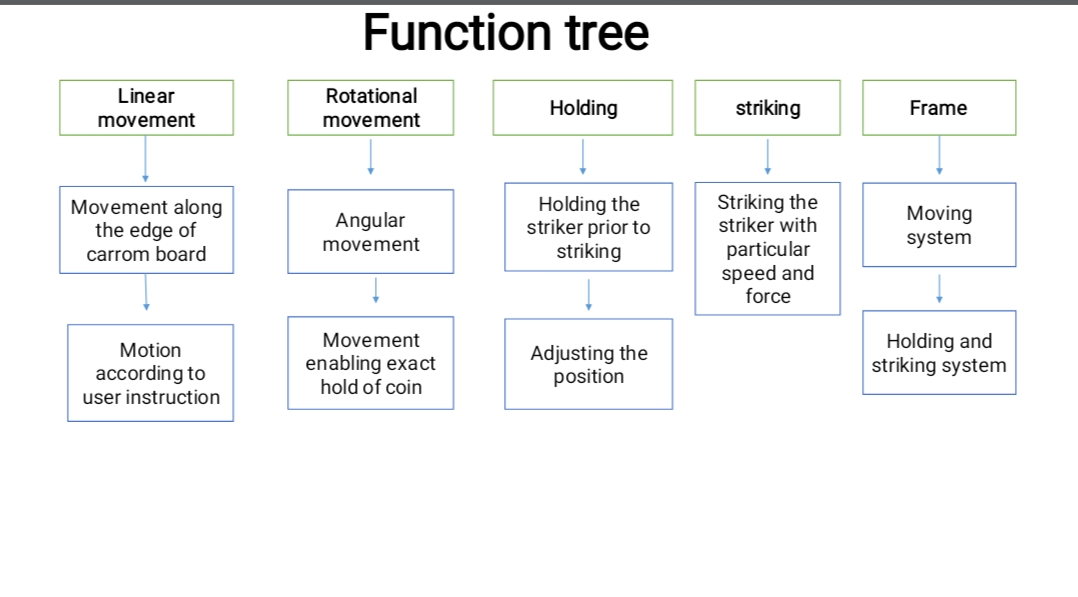 Function tree
Linear
movement
Rotational
movement
Holding
striking
Frame
Movement along
the edge of
carrom board
Angular
movement
Holding the
striker prior to
striking
Striking the
striker with
particular
speed and
force
Moving
system
Motion
according to
user instruction
Movement
enabling exact
hold of coin
Adjusting the
position
Holding and
striking system